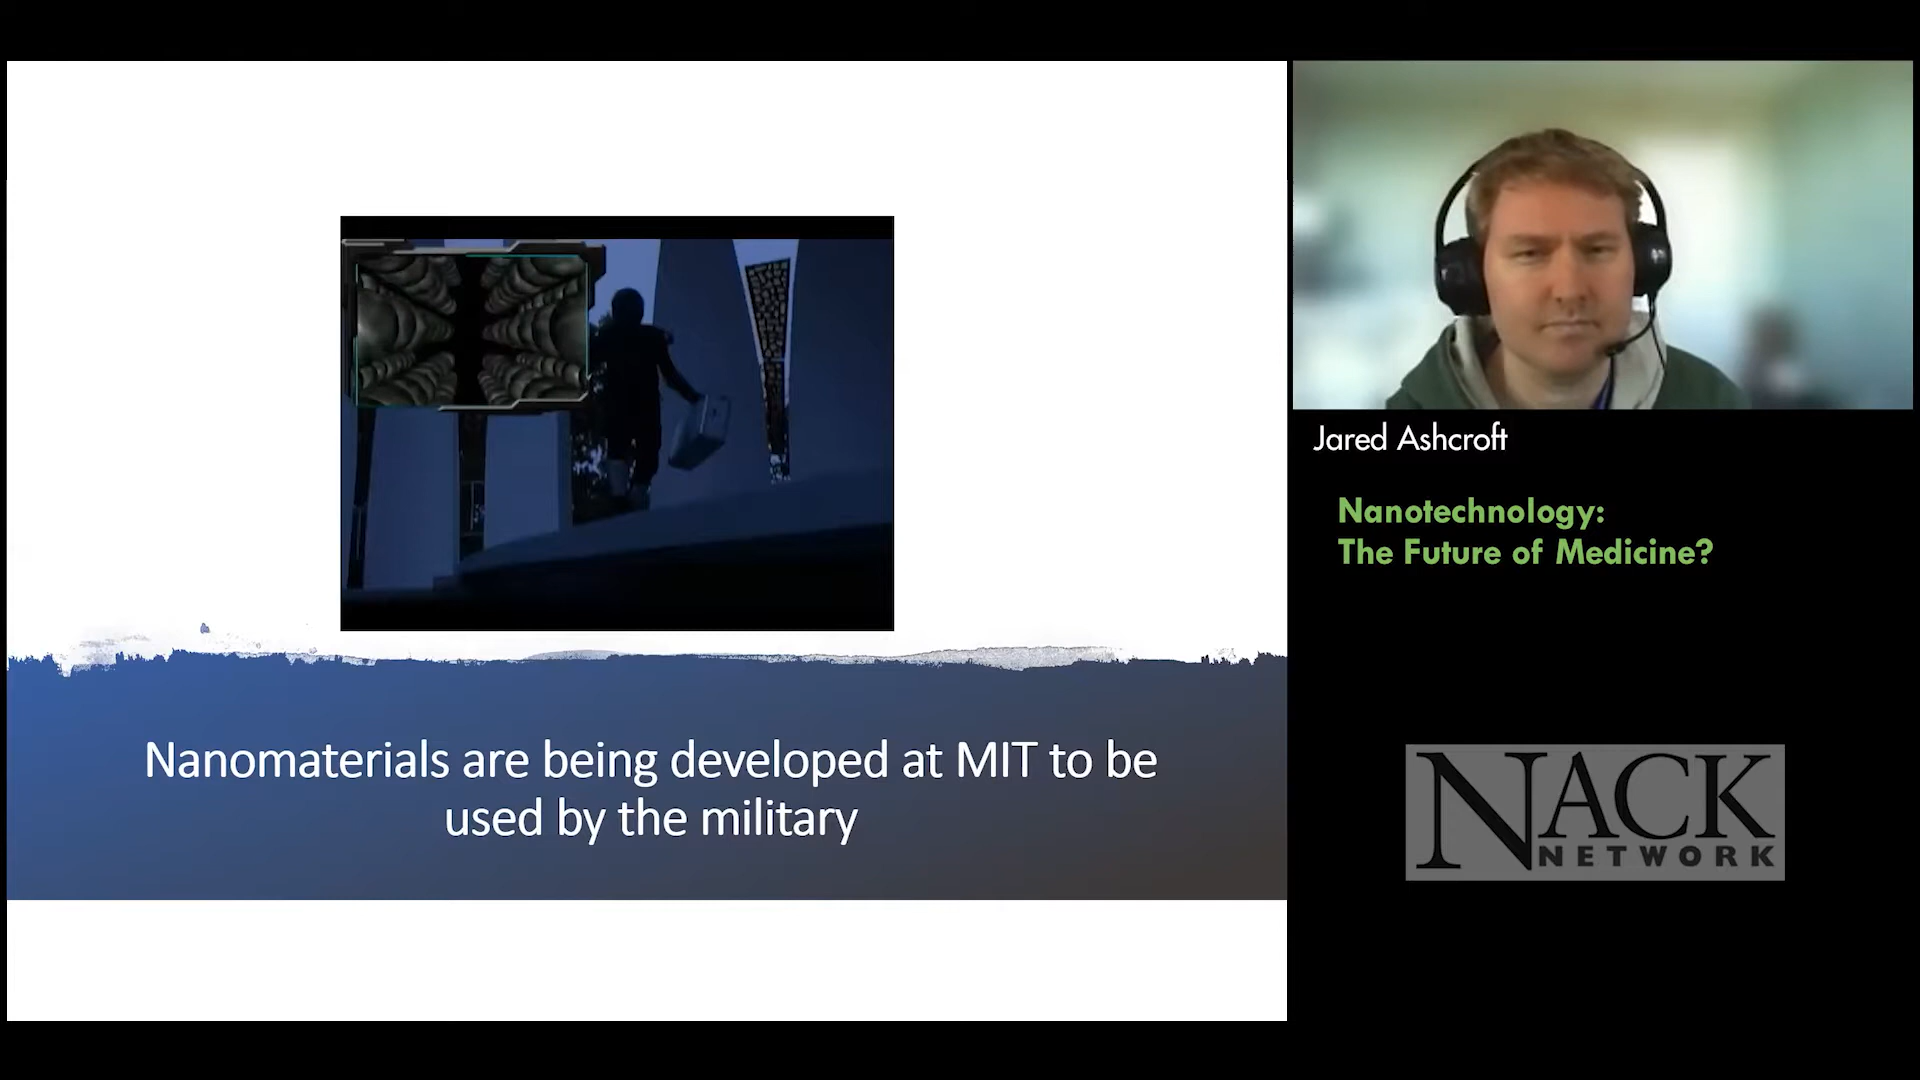 Nanomaterials are being developed at MIT to be
used by the military
Jared Ashcroft
Nanotechnology:
The Future of Medicine?
NACK
NETWORK